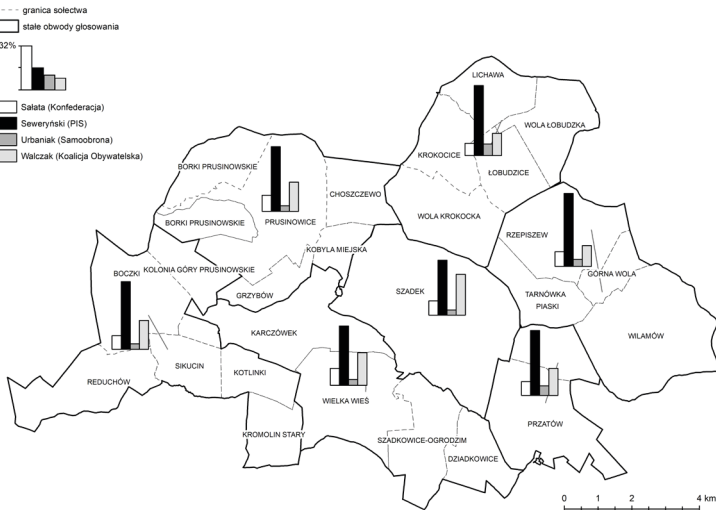 granica sołectwa
stałe obwody głosowania
32%
Sałata (Konfederacja)
Seweryński (PIS)
Urbaniak (Samoobrona)
Walczak (Koalicja Obywatelska)
LICHAWA
WOLA ŁOBUDZKA
KROKOCICE
ŁOBUDZICE
BORKI PRUSINOWSKIE
CHOSZCZEWO
WOLA KROKOCKA
BORKI PRUSINOWSKIE
PRUSINOWICE
RZEPISZEW
KOBYLA MIEJSKA
BOCZKI
KOLONIA GÓRY PRUSINOWSKIE
GÓRNA WOLA
GRZYBÓW
SZADEK
TARNÓWKA
PIASKI
KARCZÓWEK
WILAMÓW
SIKUCIN
KOTLINKI
REDUCHÓW
WIELKA WIEŚ
PRZATÓW
KROMOLIN STARY
SZADKOWICE-OGRODZIM
DZIADKOWICE
0 1 2 4 km